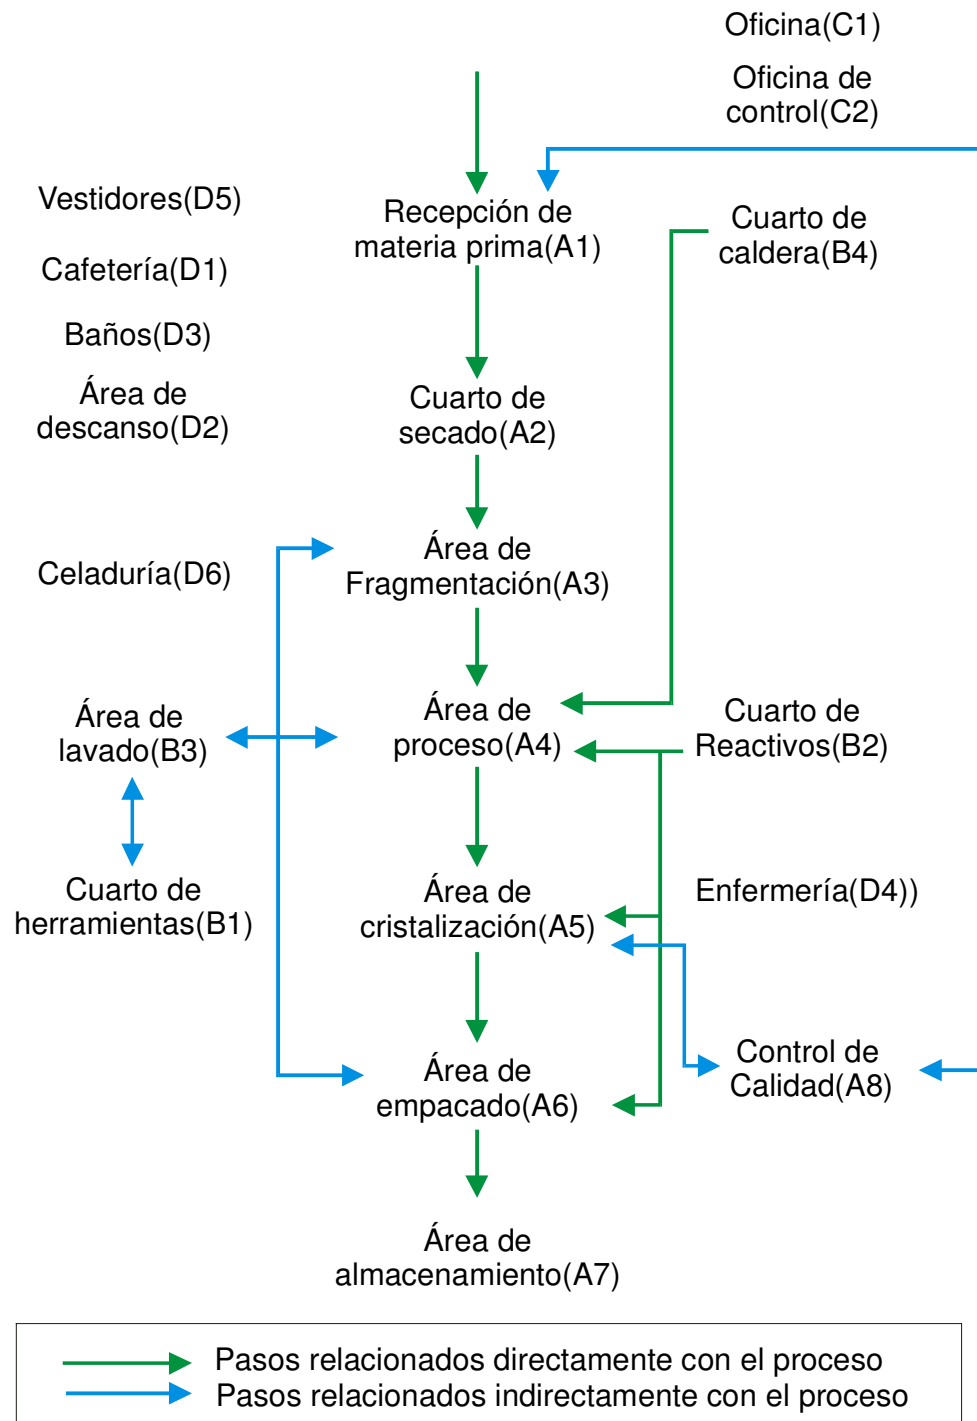 Oficina(C1)
Oficina de
control(C2)
Vestidores(D5)
Recepción de
materia prima(A1)
Cuarto de
caldera(B4)
Cafetería(D1)
Baños(D3)
Área de
descanso(D2)
Cuarto de
secado(A2)
Área de
Fragmentación(A3)
Celaduría(D6)
Área de
lavado(B3)
Área de
proceso(A4)
Cuarto de
Reactivos(B2)
Cuarto de
herramientas(B1)
Área de
cristalización(A5)
Enfermería(D4))
Área de
empacado(A6)
Control de
Calidad(A8)
Área de
almacenamiento(A7)
Pasos relacionados directamente con el proceso
Pasos relacionados indirectamente con el proceso